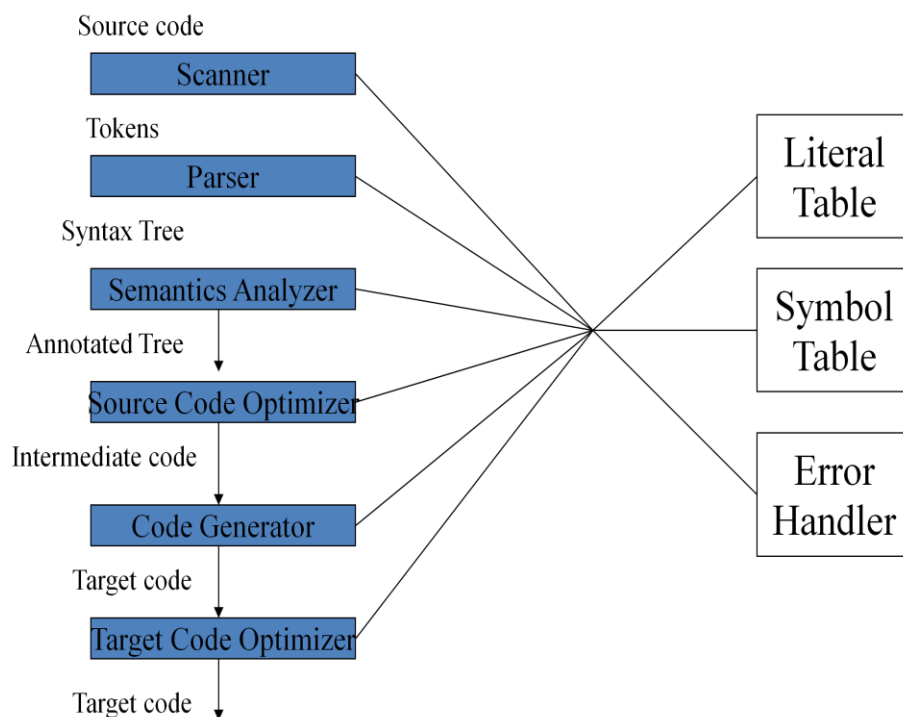 Source code
Scanner
Tokens
Parser
Syntax Tree
Semantics Analyzer
Annotated Tree
Source Code Optimizer
Intermediate code
Code Generator
Target code
Target Code Optimizer
Target code
Literal
Table
Symbol
Table
Error
Handler